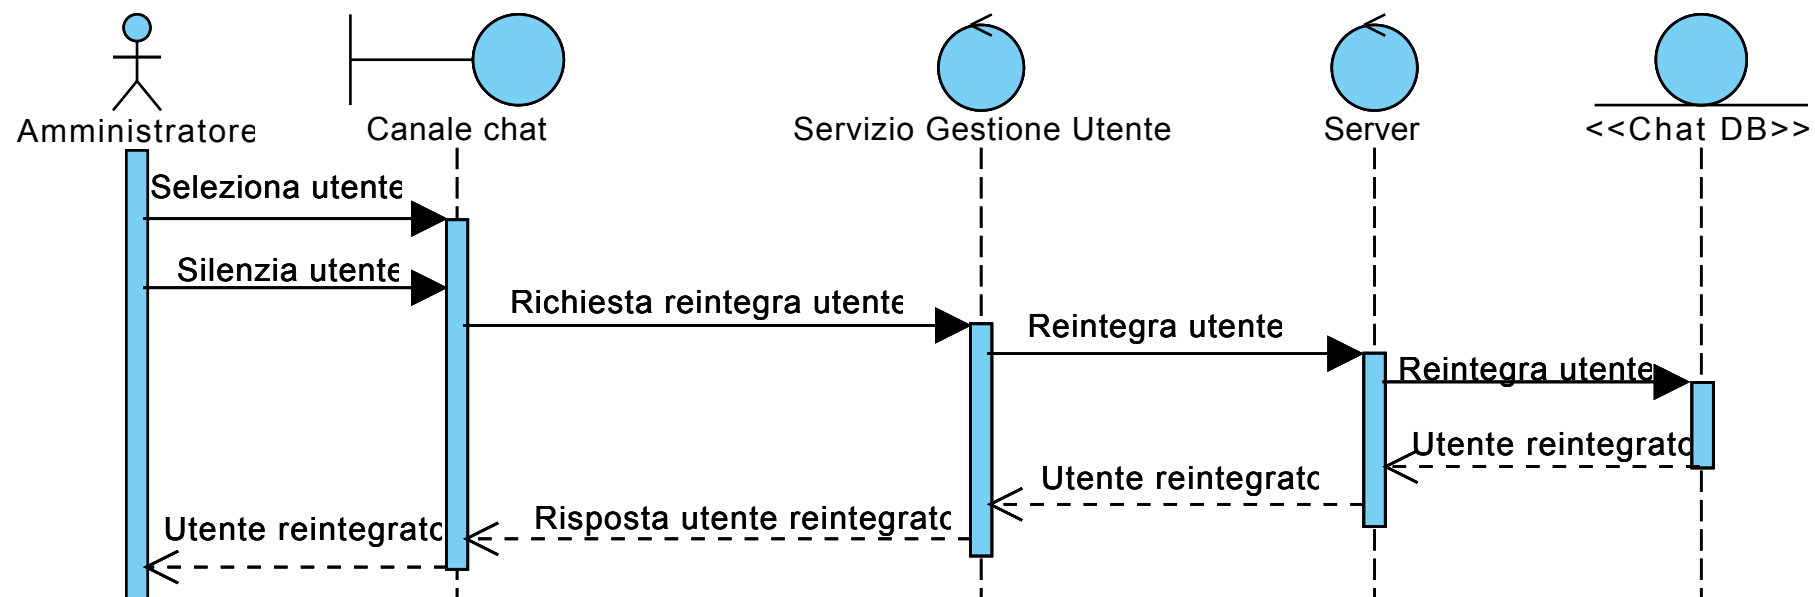 Amministratore
Canale chat
Servizio Gestione Utente
Server
<<Chat DB>>
Seleziona utente
Silenzia utente
Richiesta reintegra utente
Reintegra utente
Reintegra utente
Utente reintegrato
Utente reintegrato
Risposta utente reintegrato
Utente reintegrato